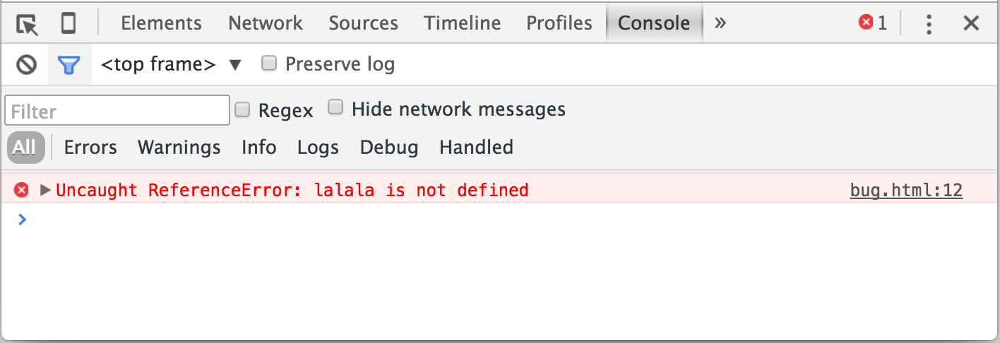 Elements Network Sources Timeline Profiles Console » 1
<top frame> ▼ Preserve log
Filter Regex Hide network messages
All Errors Warnings Info Logs Debug Handled
Uncaught ReferenceError: lalala is not defined bug.html:12